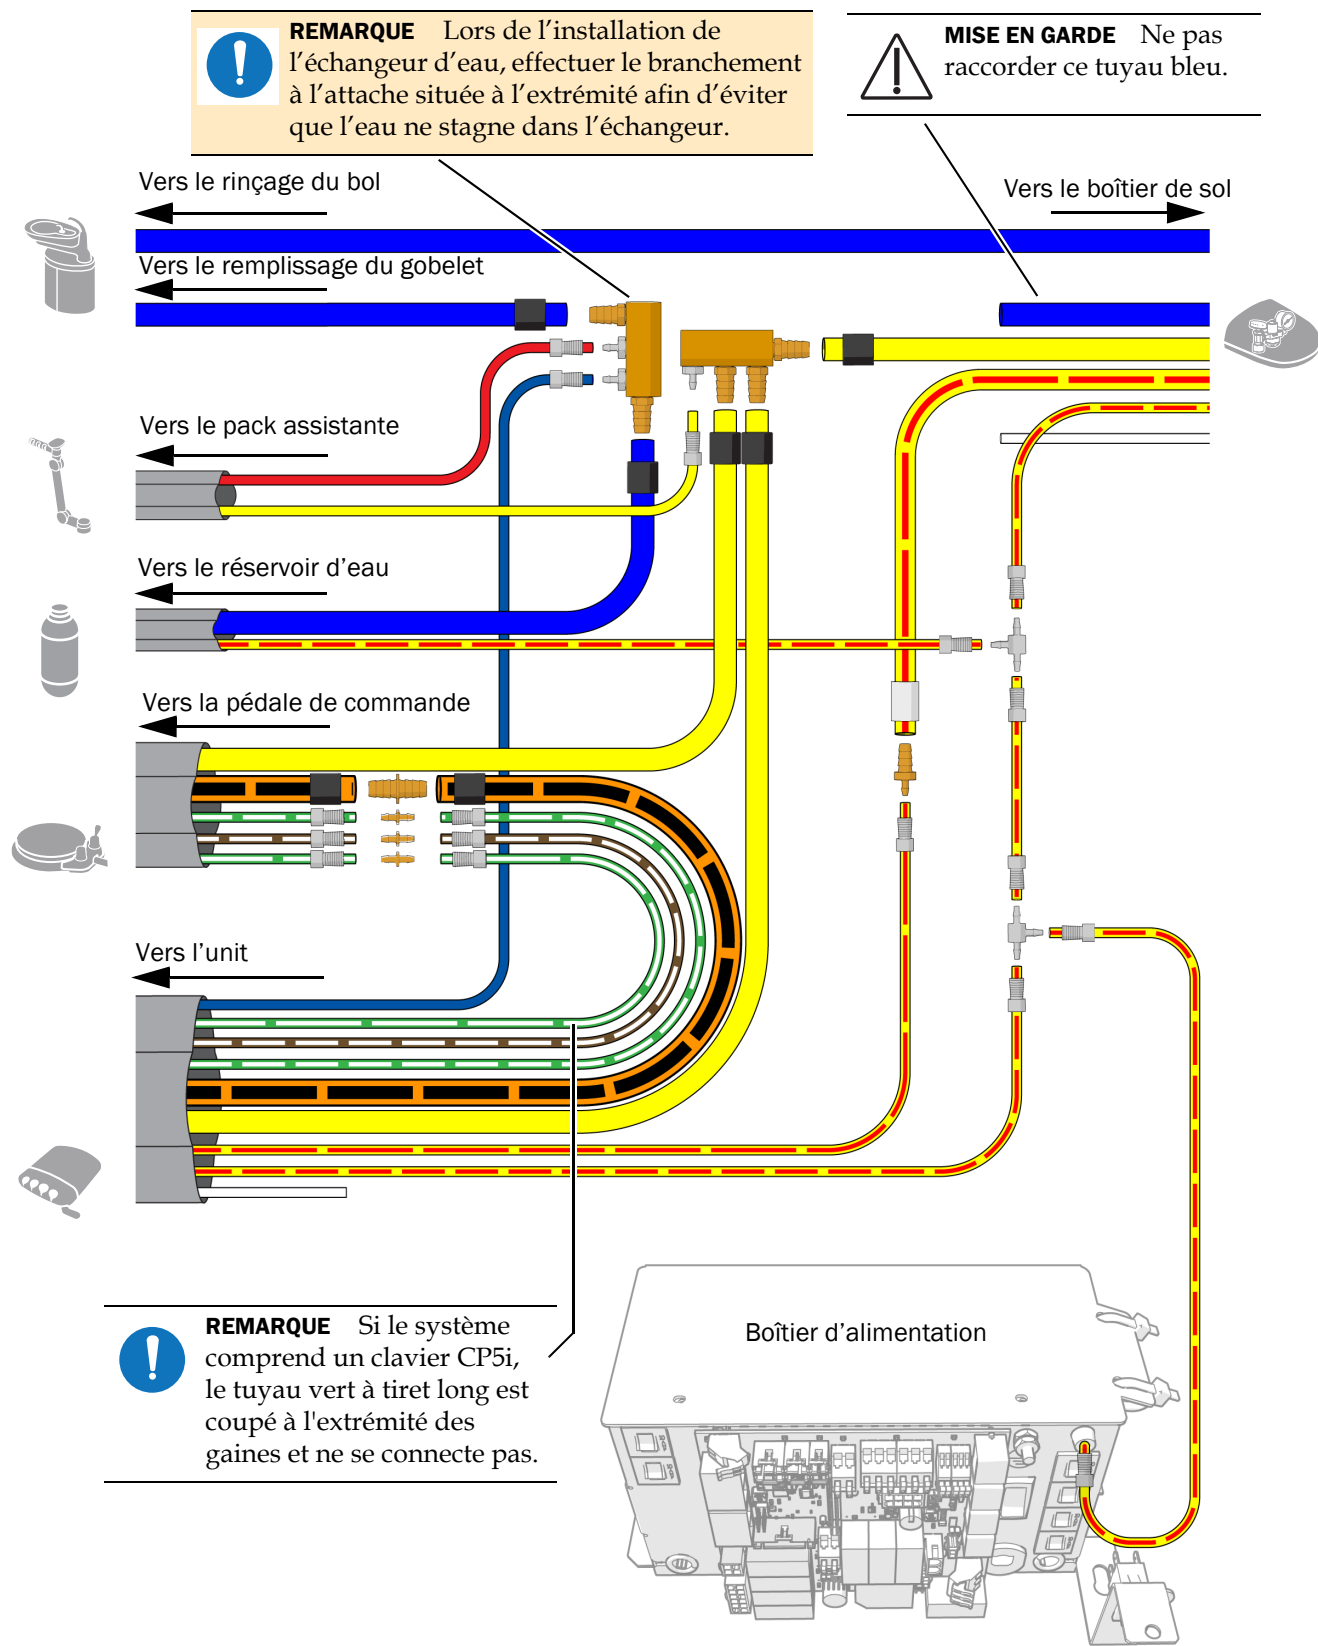 REMARQUE Lors de l’installation de
l’échangeur d’eau, effectuer le branchement
à l’attache située à l’extrémité afin d’éviter
que l’eau ne stagne dans l’échangeur.
MISE EN GARDE Ne pas
raccorder ce tuyau bleu.
Vers le rinçage du bol
Vers le boîtier de sol
Vers le remplissage du gobelet
Vers le pack assistante
Vers le réservoir d’eau
Vers la pédale de commande
Vers l’unit
REMARQUE Si le système
comprend un clavier CP5i,
le tuyau vert à tiret long est
coupé à l'extrémité des
gaines et ne se connecte pas.
Boîtier d’alimentation